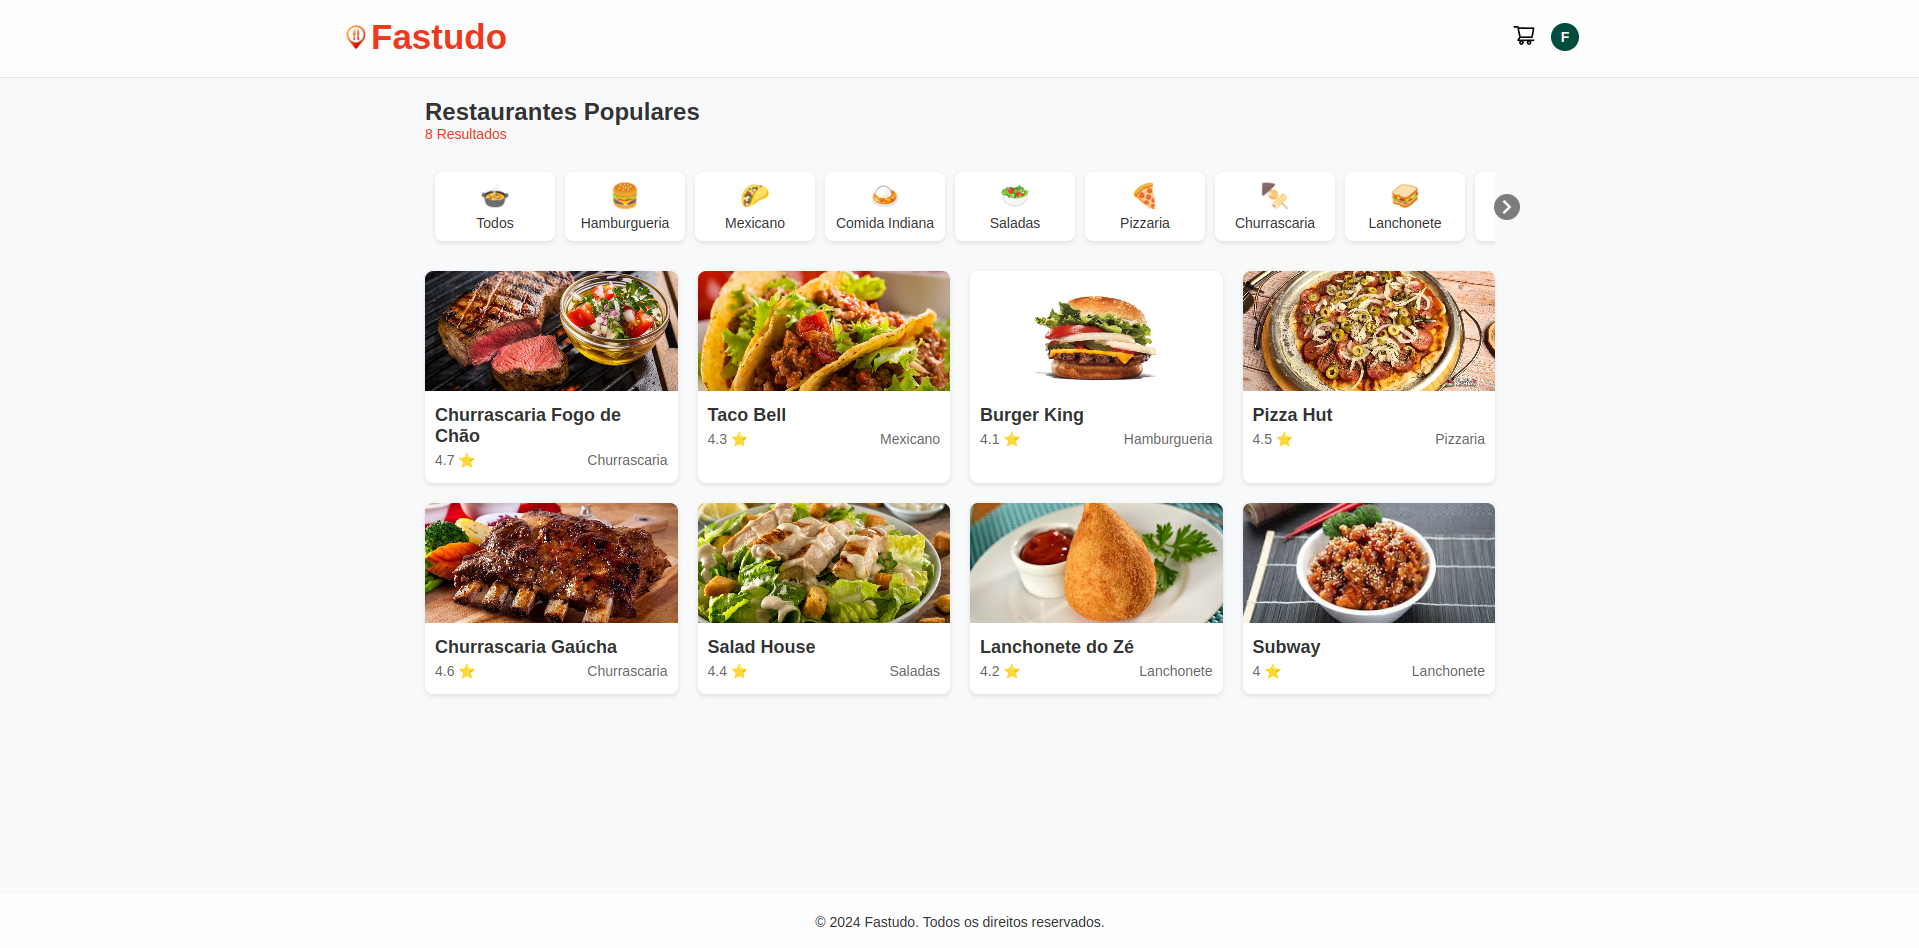 Fastudo
F
Restaurantes Populares
8 Resultados
Todos
Hamburgueria
Mexicano
Comida Indiana
Saladas
Pizzaria
Churrascaria
Lanchonete
Churrascaria Fogo de
Chão
4.7
Churrascaria
Taco Bell
4.3
Mexicano
Burger King
4.1
Hamburgueria
Pizza Hut
4.5
Pizzaria
Churrascaria Gaúcha
4.6
Churrascaria
Salad House
4.4
Saladas
Lanchonete do Zé
4.2
Lanchonete
Subway
4
Lanchonete
© 2024 Fastudo. Todos os direitos reservados.